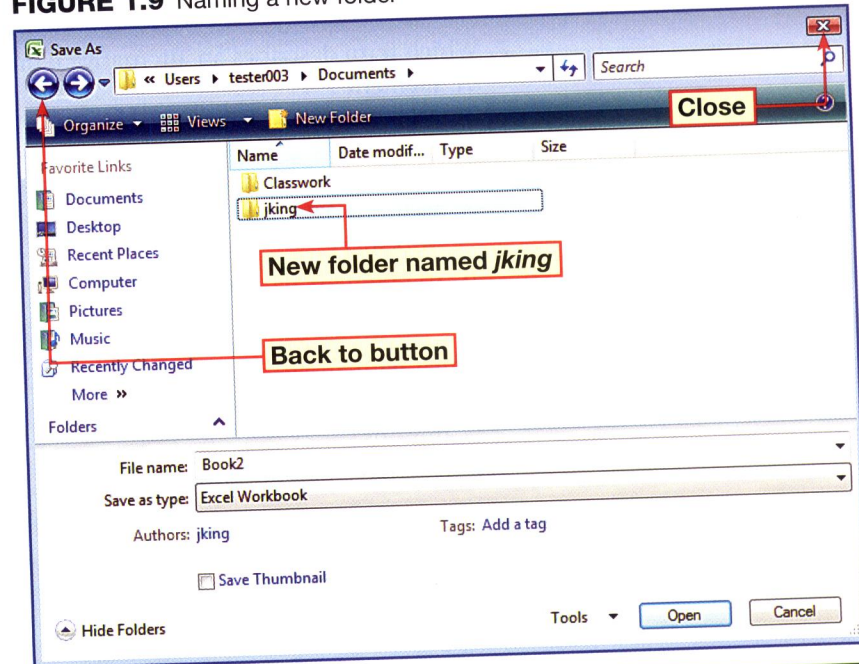 FIGURE 1.9 Naming a new folder
Save As
« Users ▸ tester003 ▸ Documents ▸
Search
Organize Views New Folder
Close
Favorite Links
Name Date modif... Type Size
Documents
Classwork
Desktop
jking
Recent Places
New folder named jking
Computer
Pictures
Music
Back to button
Recently Changed
More »
Folders
File name: Book2
Save as type: Excel Workbook
Authors: jking Tags: Add a tag
Save Thumbnail
Hide Folders
Tools Open Cancel